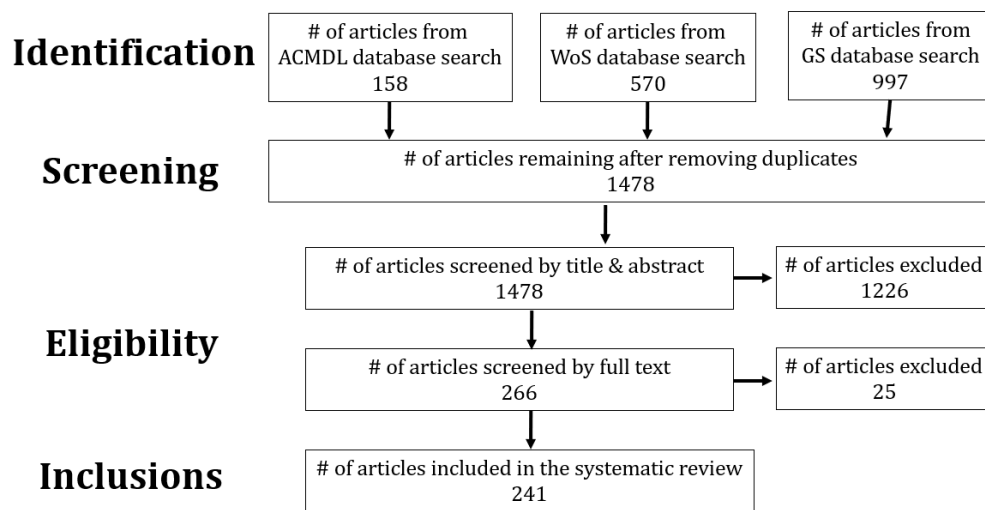 Identification
# of articles from
ACMDL database search
158
# of articles from
WoS database search
570
# of articles from
GS database search
997
Screening
# of articles remaining after removing duplicates
1478
Eligibility
# of articles screened by title & abstract
1478
# of articles excluded
1226
# of articles screened by full text
266
# of articles excluded
25
Inclusions
# of articles included in the systematic review
241